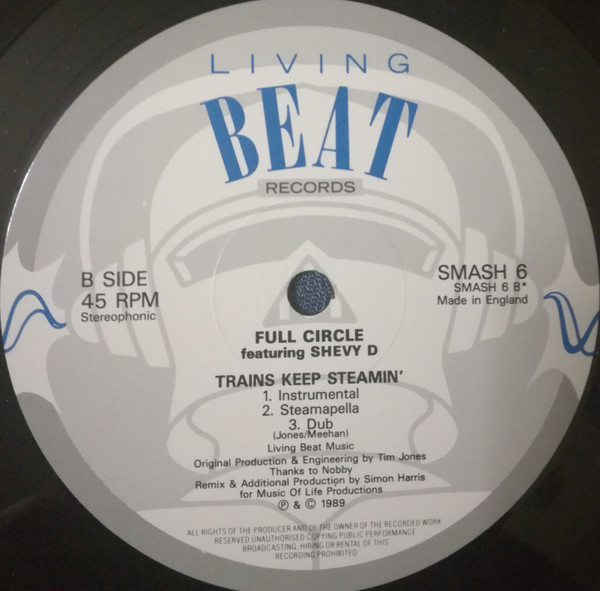 LIVING
BEAT
RECORDS
B SIDE
45 RPM
Stereophonic
SMASH 6
SMASH 6 B*
Made in England
FULL CIRCLE
featuring SHEVY D
TRAINS KEEP STEAMIN'
1. Instrumental
2. Steamapella
3. Dub
(Jones/Meehan)
Living Beat Music
Original Production & Engineering by Tim Jones
Thanks to Nobby
Remix & Additional Production by Simon Harris
for Music Of Life Productions
Ⓟ & © 1989
ALL RIGHTS OF THE PRODUCER AND OF THE OWNER OF THE RECORDED WORK
RESERVED UNAUTHORISED COPYING PUBLIC PERFORMANCE
BROADCASTING, HIRING OR RENTAL OF THIS
RECORDING PROHIBITED